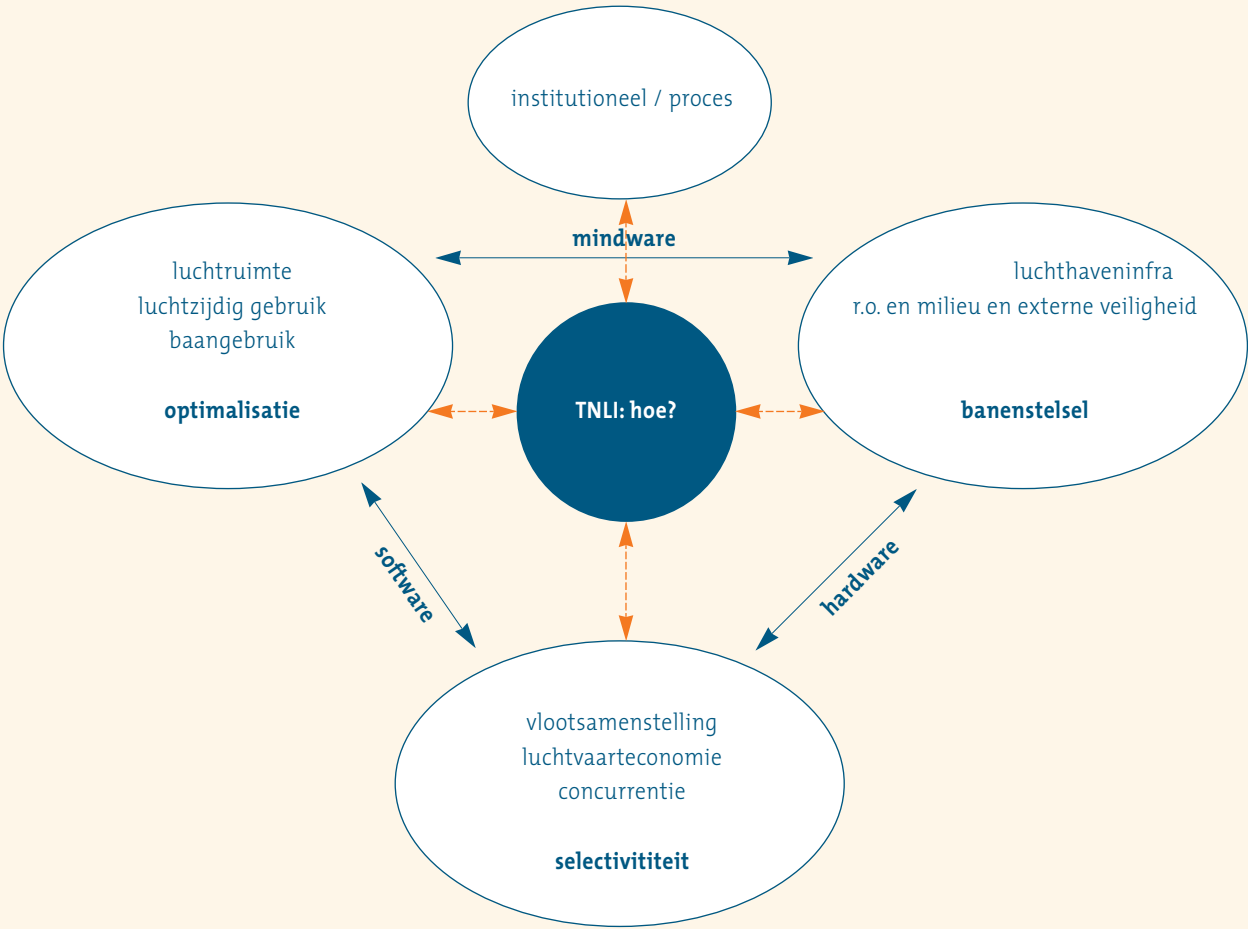 institutioneel / proces
mindware
luchtruimte
luchtzijdig gebruik
baangebruik
optimalisatie
luchthaveninfra
r.o. en milieu en externe veiligheid
banenstelsel
TNLI: hoe?
software
hardware
vlootsamenstelling
luchtvaarteconomie
concurrentie
selectivititeit